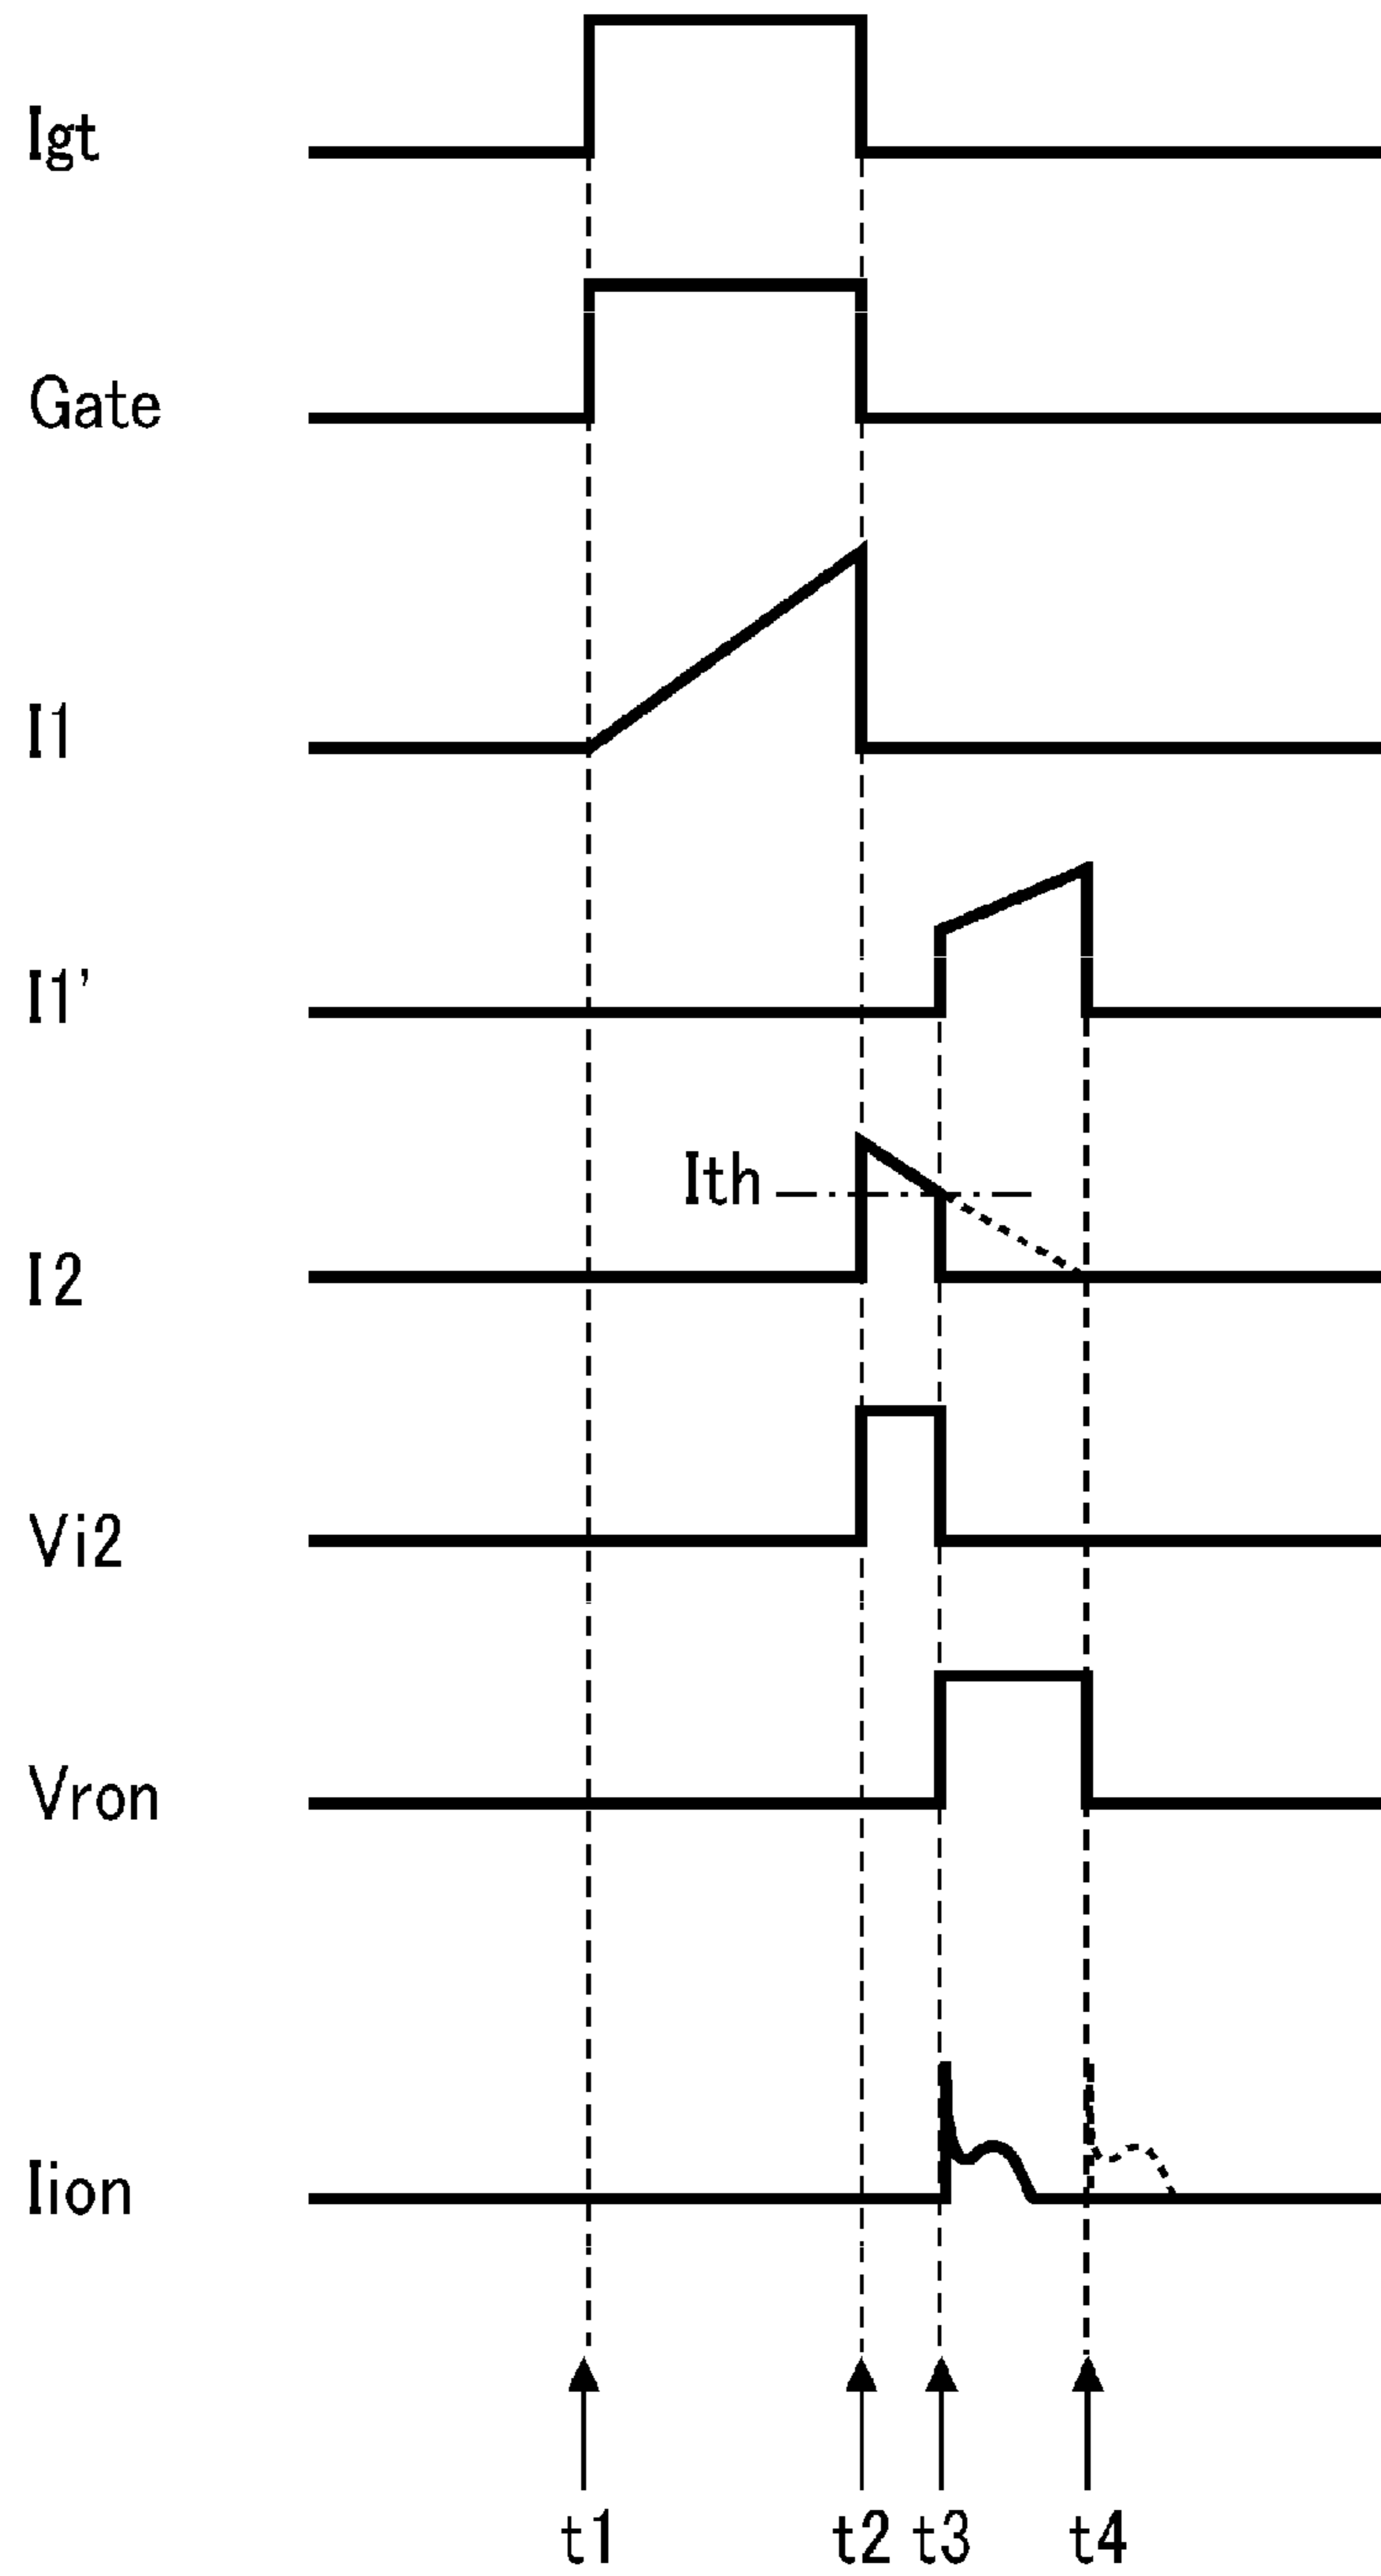 Igt
Gate
I1
I1'
Ith
I2
Vi2
Vron
Iion
t1 t2 t3 t4